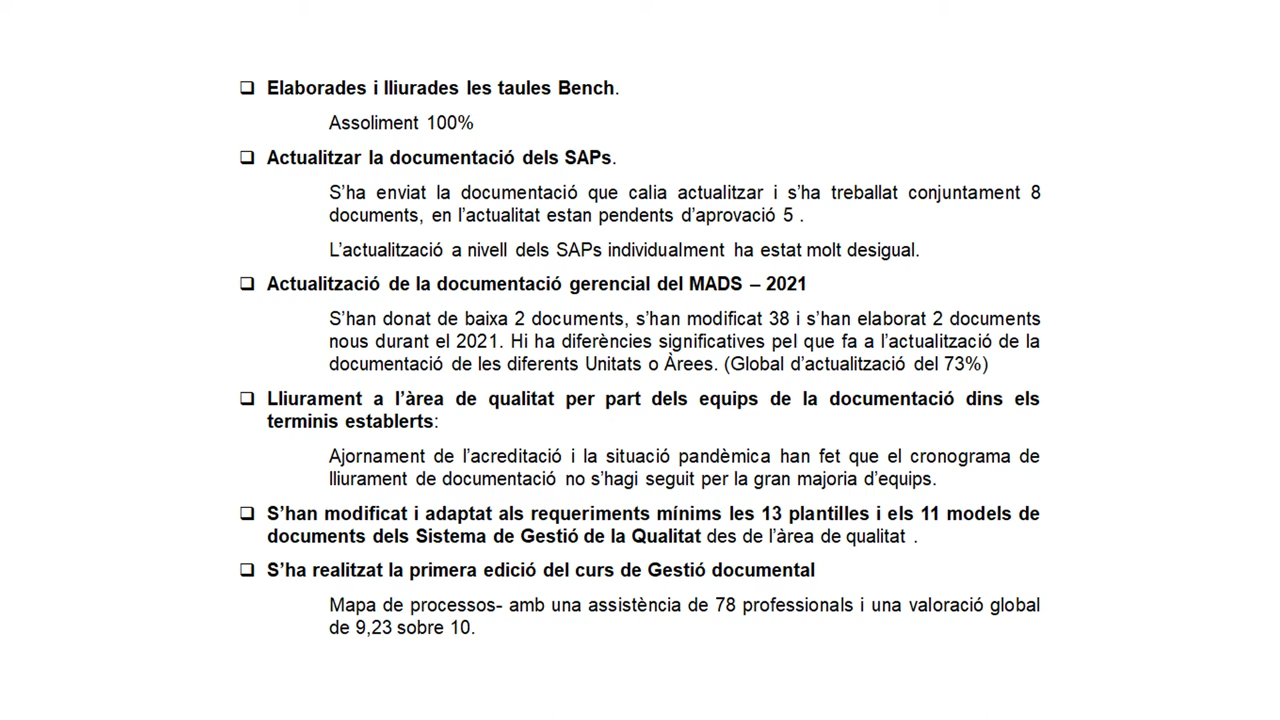 ❑ Elaborades i lliurades les taules Bench.
Assoliment 100%
❑ Actualitzar la documentació dels SAPs.
S’ha enviat la documentació que calia actualitzar i s’ha treballat conjuntament 8
documents, en l’actualitat estan pendents d’aprovació 5 .
L’actualització a nivell dels SAPs individualment ha estat molt desigual.
❑ Actualització de la documentació gerencial del MADS – 2021
S’han donat de baixa 2 documents, s’han modificat 38 i s’han elaborat 2 documents
nous durant el 2021. Hi ha diferències significatives pel que fa a l’actualització de la
documentació de les diferents Unitats o Àrees. (Global d’actualització del 73%)
❑ Lliurament a l’àrea de qualitat per part dels equips de la documentació dins els
terminis establerts:
Ajornament de l’acreditació i la situació pandèmica han fet que el cronograma de
lliurament de documentació no s’hagi seguit per la gran majoria d’equips.
❑ S’han modificat i adaptat als requeriments mínims les 13 plantilles i els 11 models de
documents dels Sistema de Gestió de la Qualitat des de l’àrea de qualitat .
❑ S’ha realitzat la primera edició del curs de Gestió documental
Mapa de processos- amb una assistència de 78 professionals i una valoració global
de 9,23 sobre 10.